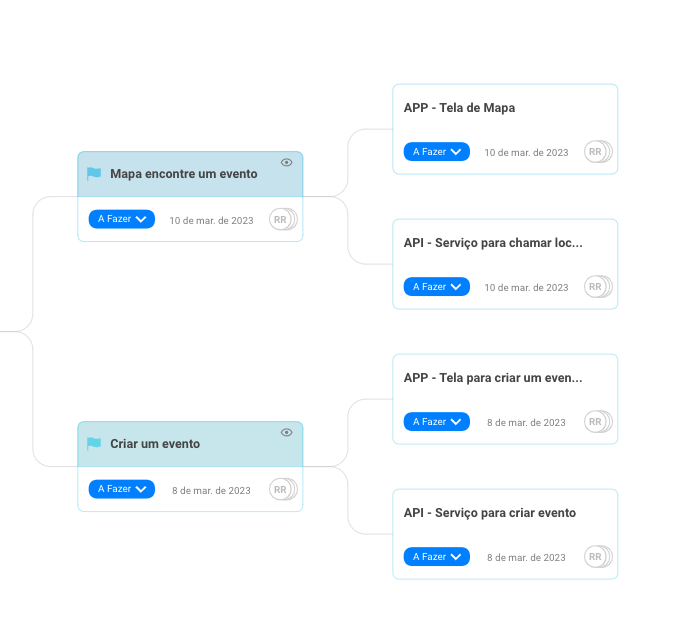 Mapa encontre um evento
A Fazer 10 de mar. de 2023 RR
APP - Tela de Mapa
A Fazer 10 de mar. de 2023 RR
API - Serviço para chamar loc...
A Fazer 10 de mar. de 2023 RR
Criar um evento
A Fazer 8 de mar. de 2023 RR
APP - Tela para criar um even...
A Fazer 8 de mar. de 2023 RR
API - Serviço para criar evento
A Fazer 8 de mar. de 2023 RR